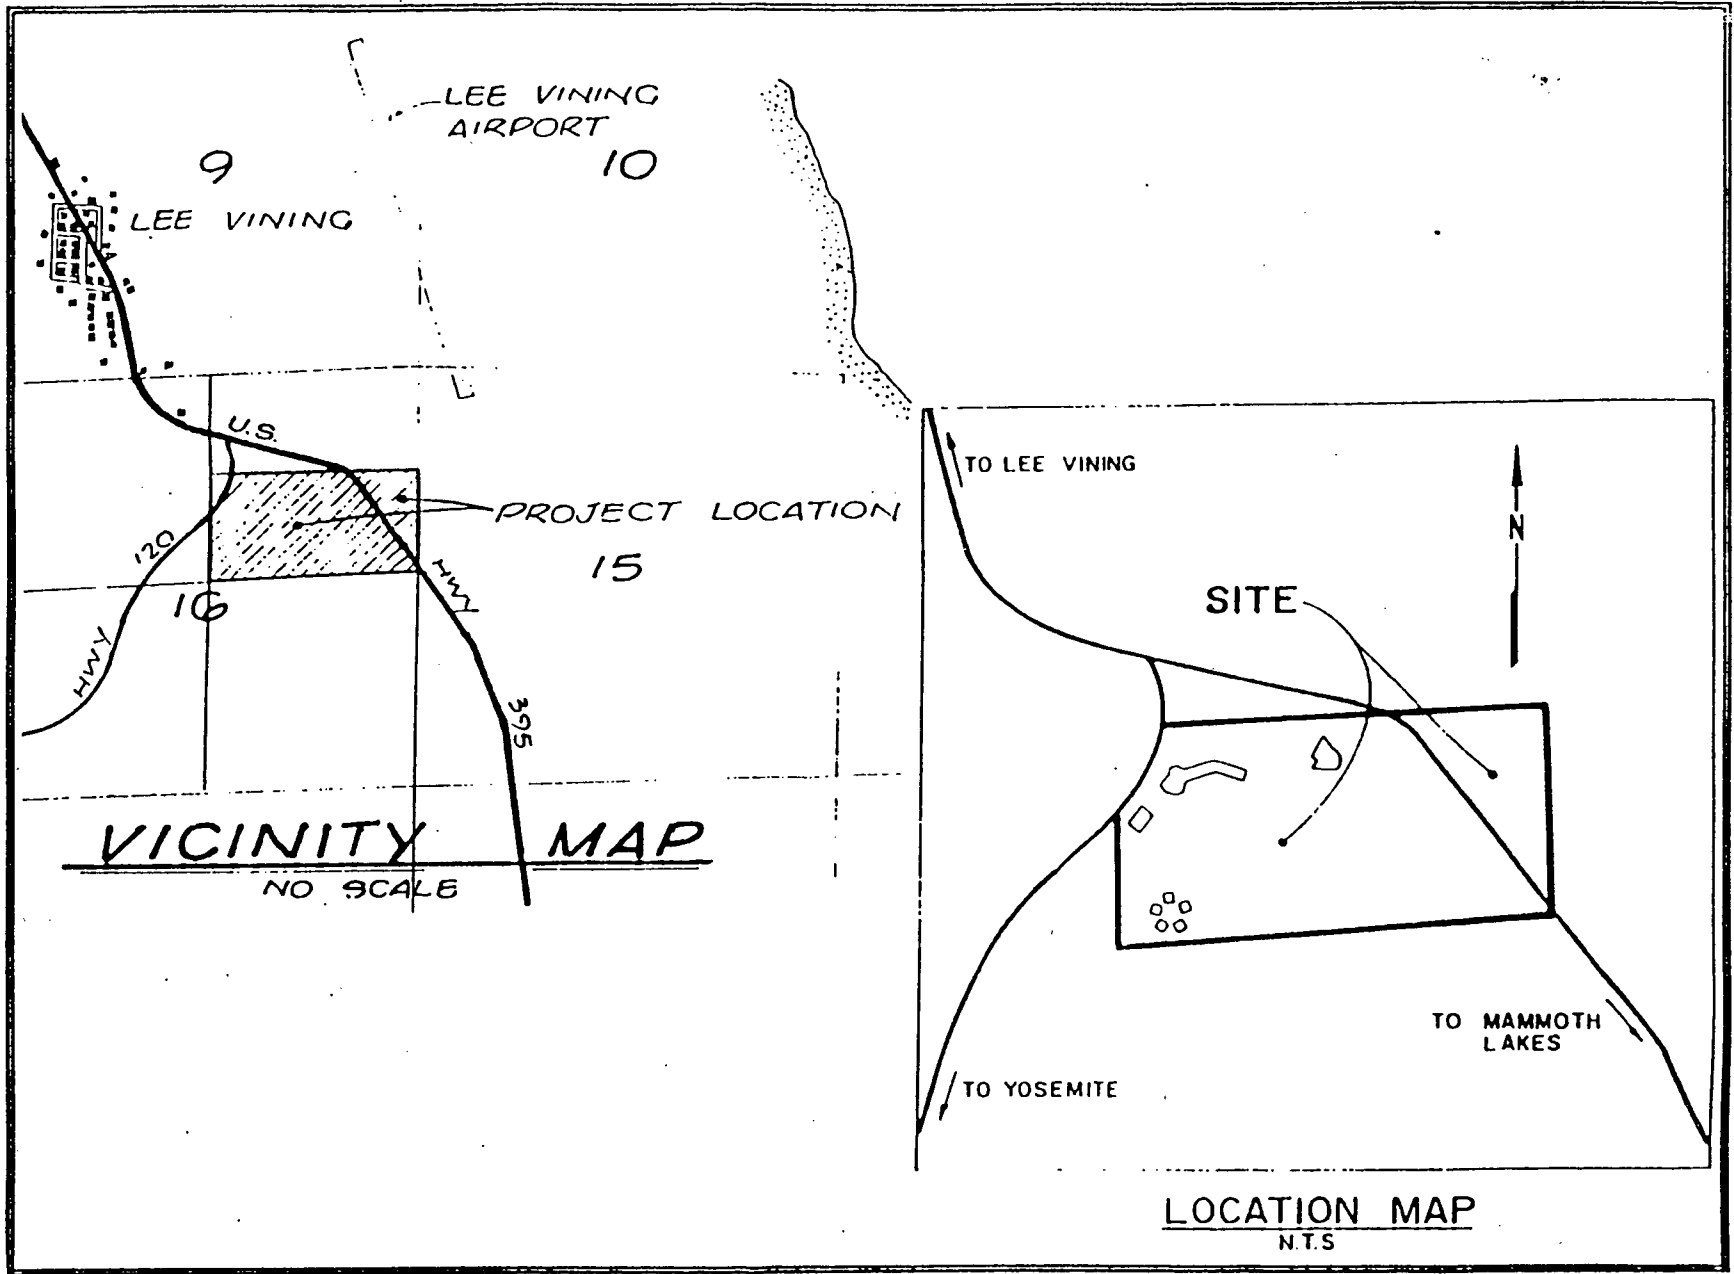 LEE VINING
AIRPORT
9
10
LEE VINING
U.S.
PROJECT LOCATION
120
15
HWY
16
HWY
395
VICINITY MAP
NO SCALE
TO LEE VINING
N
SITE
TO MAMMOTH
LAKES
TO YOSEMITE
LOCATION MAP
N.T.S